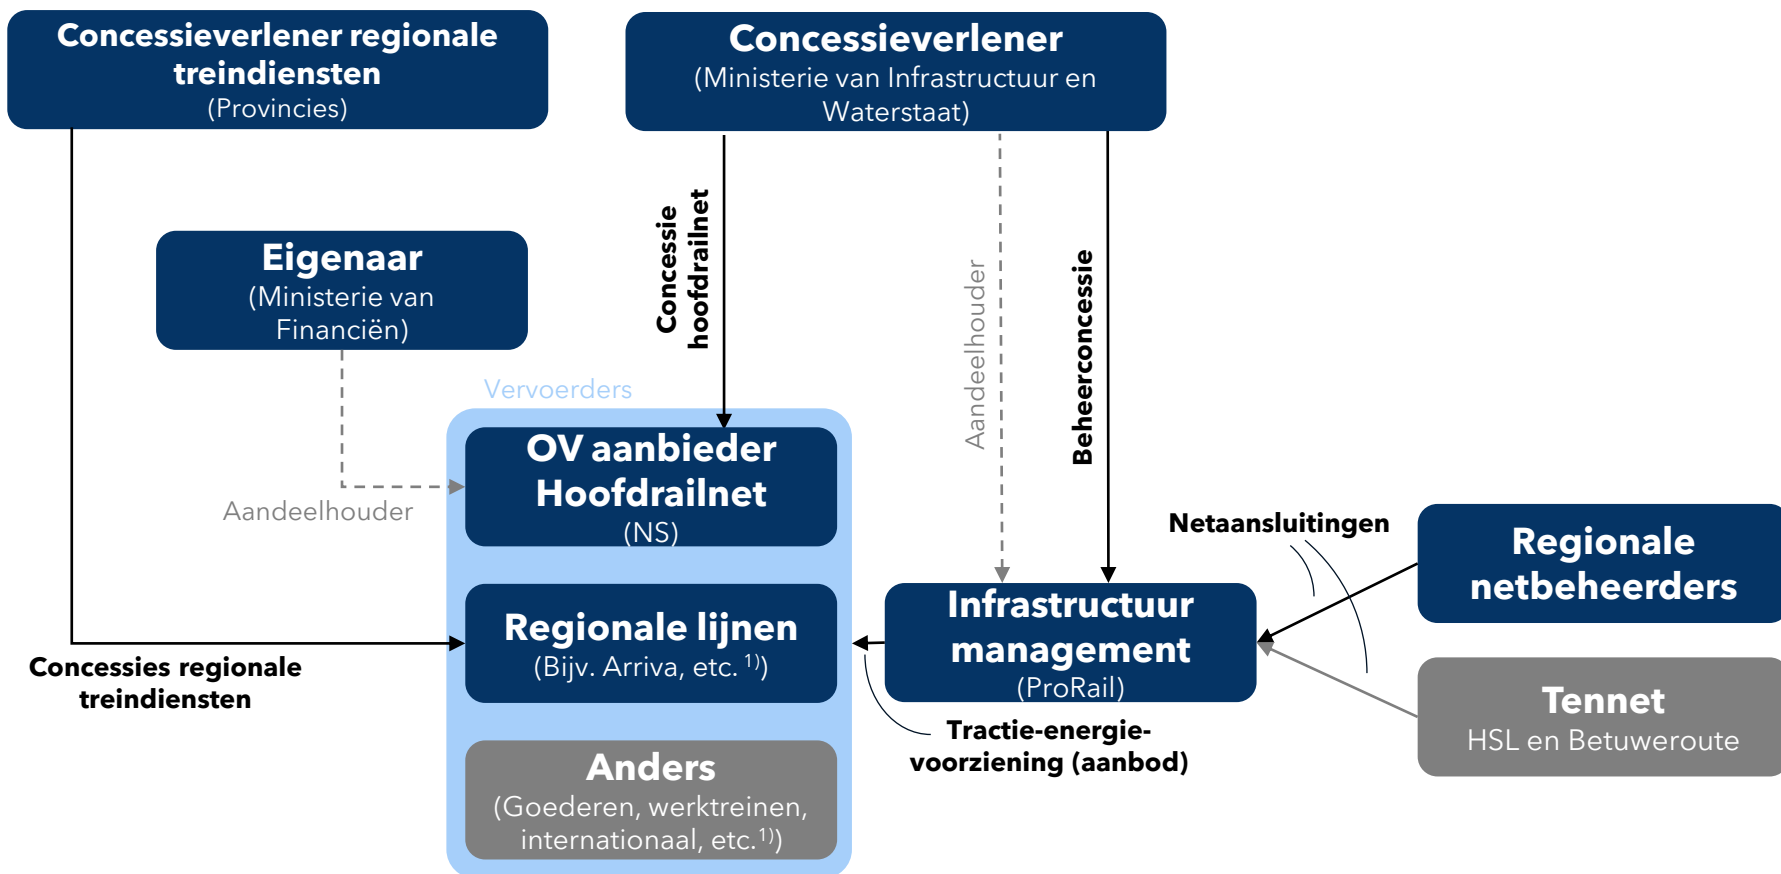 Concessieverlener regionale
treindiensten
(Provincies)
Concessieverlener
(Ministerie van Infrastructuur en
Waterstaat)
Eigenaar
(Ministerie van
Financiën)
Concessie
hoofdrailnet
Aandeelhouder
Beheerconcessie
Vervoerders
OV aanbieder
Hoofdrailnet
(NS)
Aandeelhouder
Netaansluitingen
Regionale
netbeheerders
Regionale lijnen
(Bijv. Arriva, etc. 1))
Infrastructuur
management
(ProRail)
Concessies regionale
treindiensten
Tennet
HSL en Betuweroute
Tractie-energie-
voorziening (aanbod)
Anders
(Goederen, werktreinen,
internationaal, etc.1))